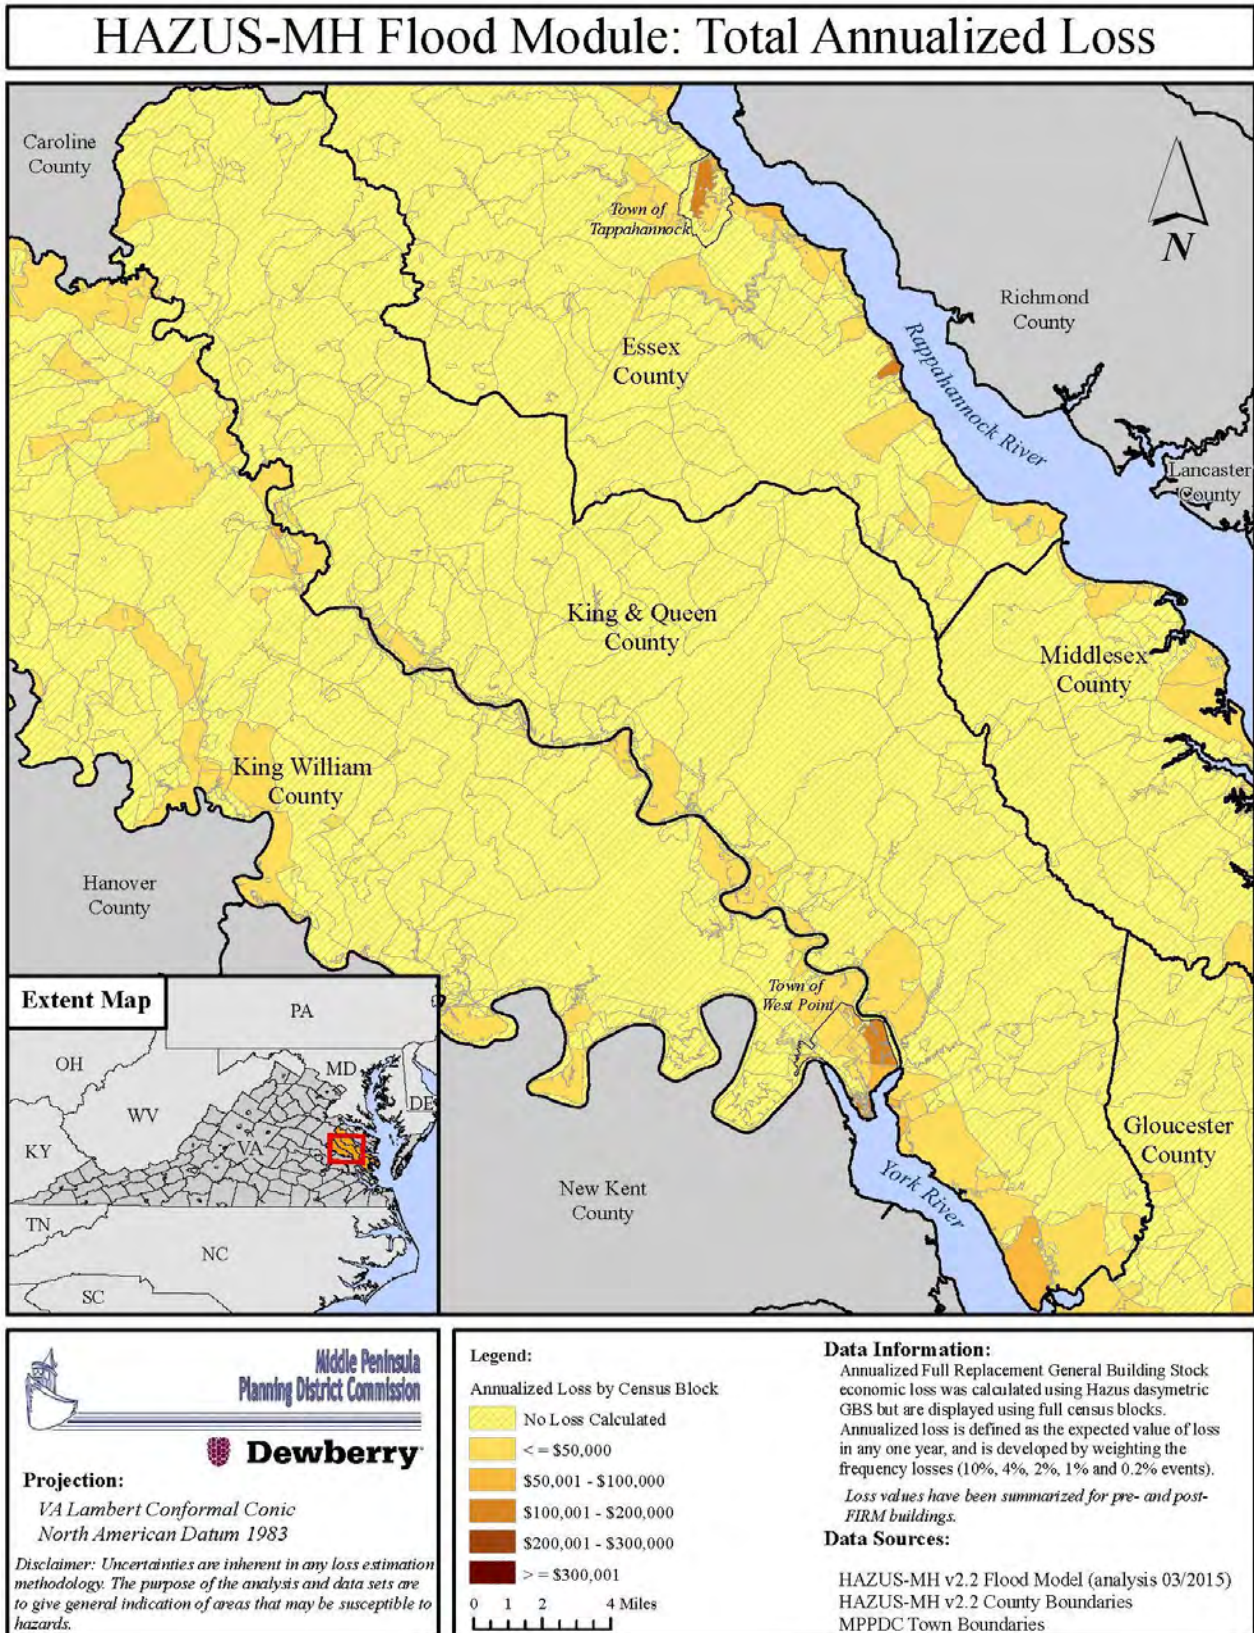 HAZUS-MH Flood Module: Total Annualized Loss
Caroline
County
Town of
Tappahannock
N
Richmond
County
Essex
County
Rappahannock River
Lancaster
County
King & Queen
County
Middlesex
County
King William
County
Hanover
County
Town of
West Point
Gloucester
County
New Kent
County
York River
Extent Map
PA
OH
MD
DE
WV
KY
VA
TN
NC
SC
Middle Peninsula
Planning District Commission
Dewberry
Projection:
VA Lambert Conformal Conic
North American Datum 1983
Disclaimer: Uncertainties are inherent in any loss estimation
methodology. The purpose of the analysis and data sets are
to give general indication of areas that may be susceptible to
hazards.
Legend:
Annualized Loss by Census Block
No Loss Calculated
< = $50,000
$50,001 - $100,000
$100,001 - $200,000
$200,001 - $300,000
> = $300,001
0 1 2 4 Miles
Data Information:
Annualized Full Replacement General Building Stock
economic loss was calculated using Hazus dasymetric
GBS but are displayed using full census blocks.
Annualized loss is defined as the expected value of loss
in any one year, and is developed by weighting the
frequency losses (10%, 4%, 2%, 1% and 0.2% events).
Loss values have been summarized for pre- and post-
FIRM buildings.
Data Sources:
HAZUS-MH v2.2 Flood Model (analysis 03/2015)
HAZUS-MH v2.2 County Boundaries
MPPDC Town Boundaries